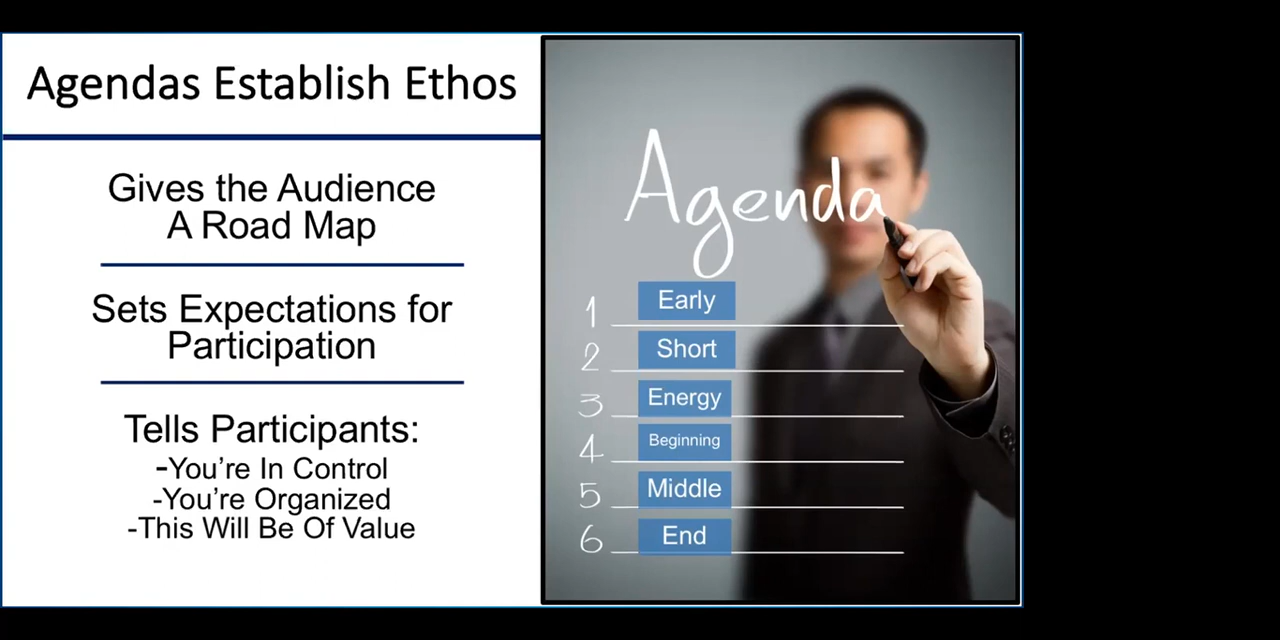 Agendas Establish Ethos
Gives the Audience
A Road Map
Sets Expectations for
Participation
Tells Participants:
-You’re In Control
-You’re Organized
-This Will Be Of Value
Agenda
1 Early
2 Short
3 Energy
4 Beginning
5 Middle
6 End